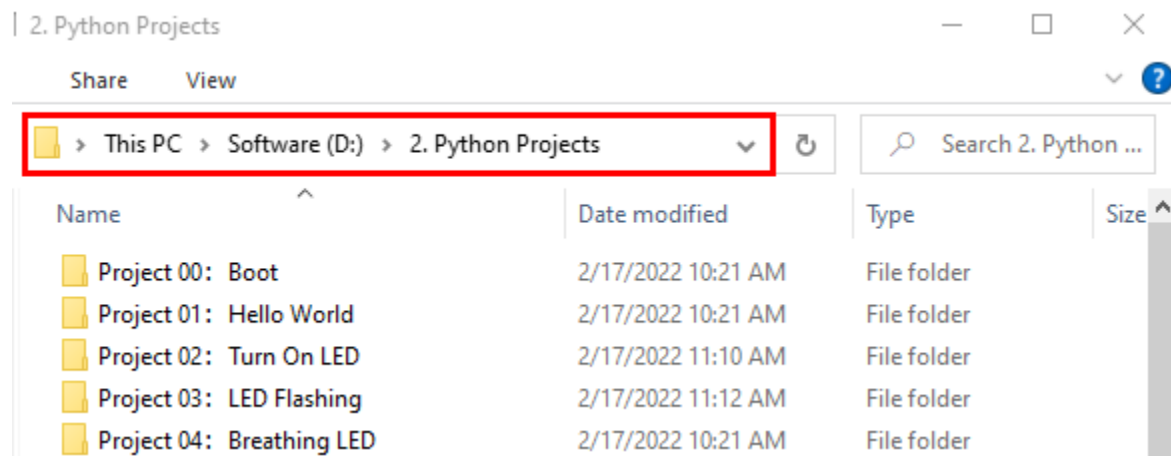 2. Python Projects
Share View
This PC > Software (D:) > 2. Python Projects Search 2. Python ...
Name Date modified Type Size
Project 00：Boot 2/17/2022 10:21 AM File folder
Project 01：Hello World 2/17/2022 10:21 AM File folder
Project 02：Turn On LED 2/17/2022 11:10 AM File folder
Project 03：LED Flashing 2/17/2022 11:12 AM File folder
Project 04：Breathing LED 2/17/2022 10:21 AM File folder